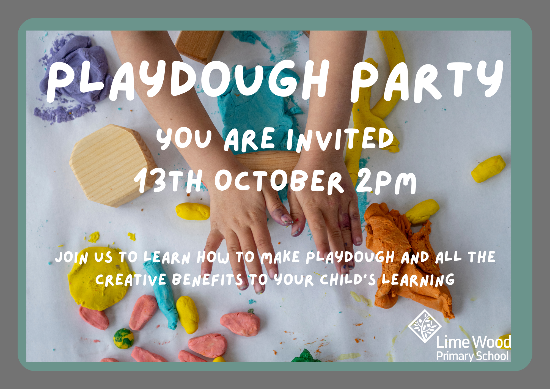 PLAYDOUGH PARTY
YOU ARE INVITED
13TH OCTOBER 2PM
JOIN US TO LEARN HOW TO MAKE PLAYDOUGH AND ALL THE
CREATIVE BENEFITS TO YOUR CHILD'S LEARNING
Lime Wood
Primary School